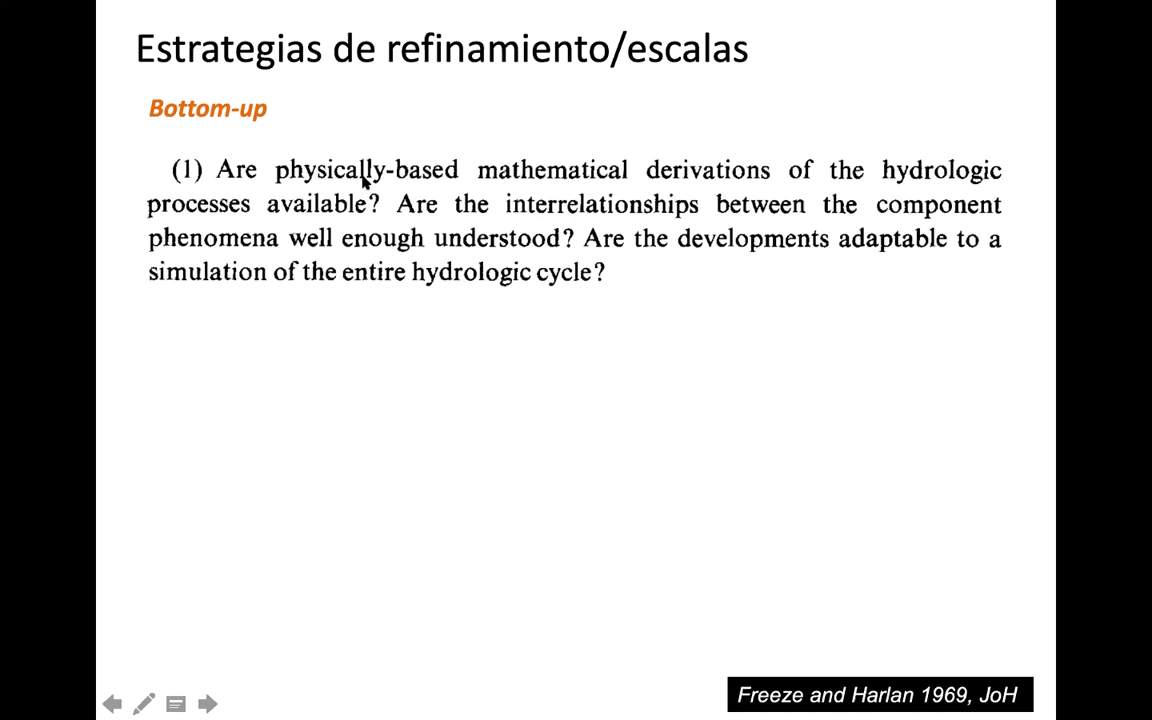 Estrategias de refinamiento/escalas
Bottom-up
(1) Are physically-based mathematical derivations of the hydrologic
processes available? Are the interrelationships between the component
phenomena well enough understood? Are the developments adaptable to a
simulation of the entire hydrologic cycle?
Freeze and Harlan 1969, JoH